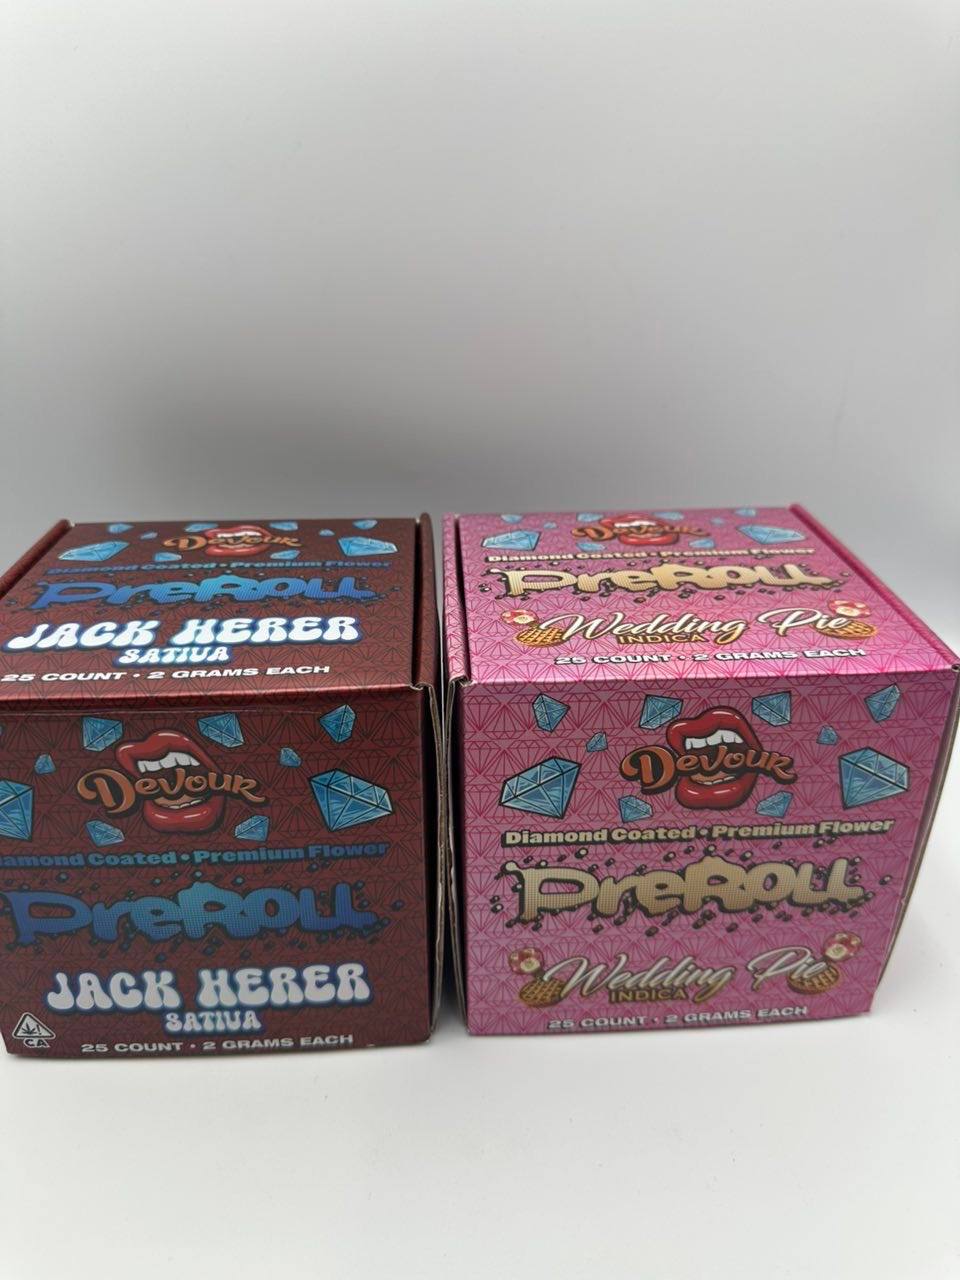 Devour
Diamond Coated • Premium Flower
PreRoll
JACK HERER
SATIVA
25 COUNT • 2 GRAMS EACH
Devour
Diamond Coated • Premium Flower
PreRoll
JACK HERER
SATIVA
CA
25 COUNT • 2 GRAMS EACH
Devour
Diamond Coated • Premium Flower
PreRoll
Wedding Pie
INDICA
25 COUNT • 2 GRAMS EACH
Devour
Diamond Coated • Premium Flower
PreRoll
Wedding Pie
INDICA
25 COUNT • 2 GRAMS EACH